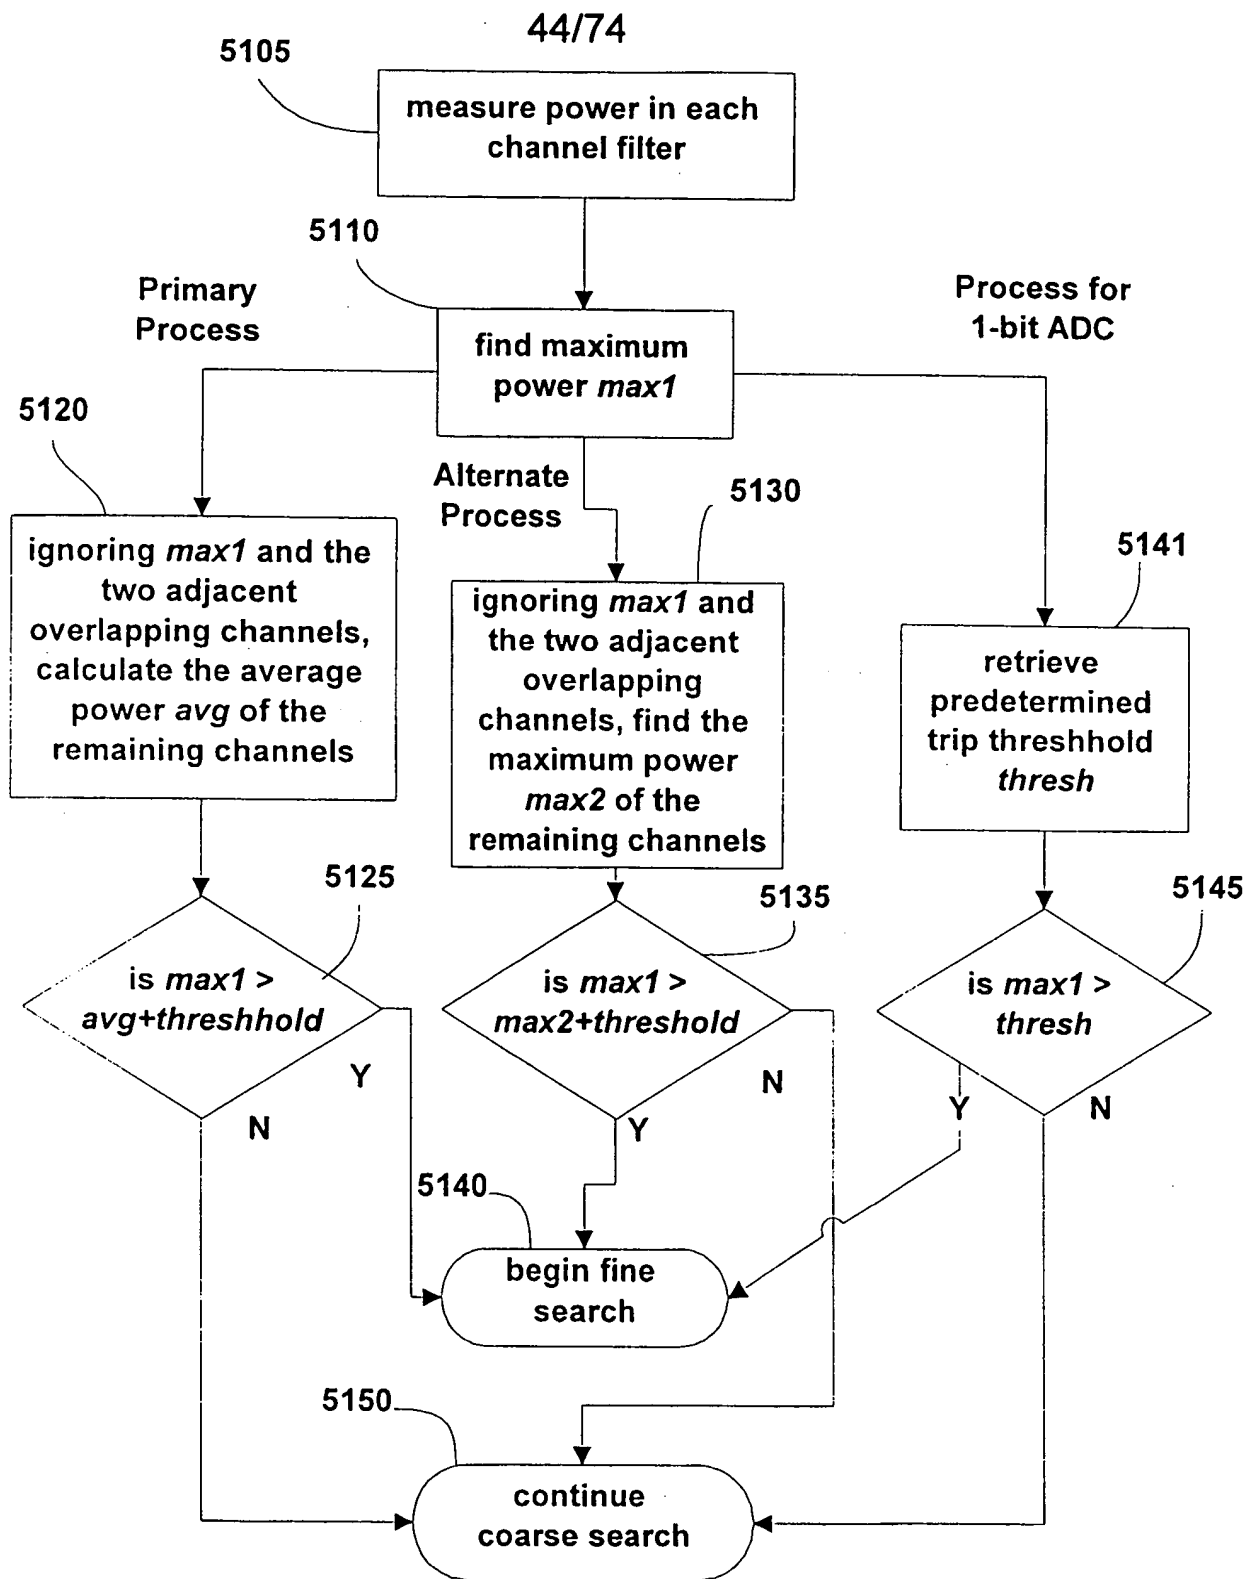 44/74
5105
measure power in each
channel filter
5110
Primary
Process
Process for
1-bit ADC
find maximum
power max1
5120
Alternate
Process
5130
5141
ignoring max1 and the
two adjacent
overlapping channels,
calculate the average
power avg of the
remaining channels
ignoring max1 and
the two adjacent
overlapping
channels, find the
maximum power
max2 of the
remaining channels
retrieve
predetermined
trip threshhold
thresh
5125
5135
5145
is max1 >
avg+threshhold
is max1 >
max2+threshold
is max1 >
thresh
Y
N
N
Y
Y
N
5140
begin fine
search
5150
continue
coarse search